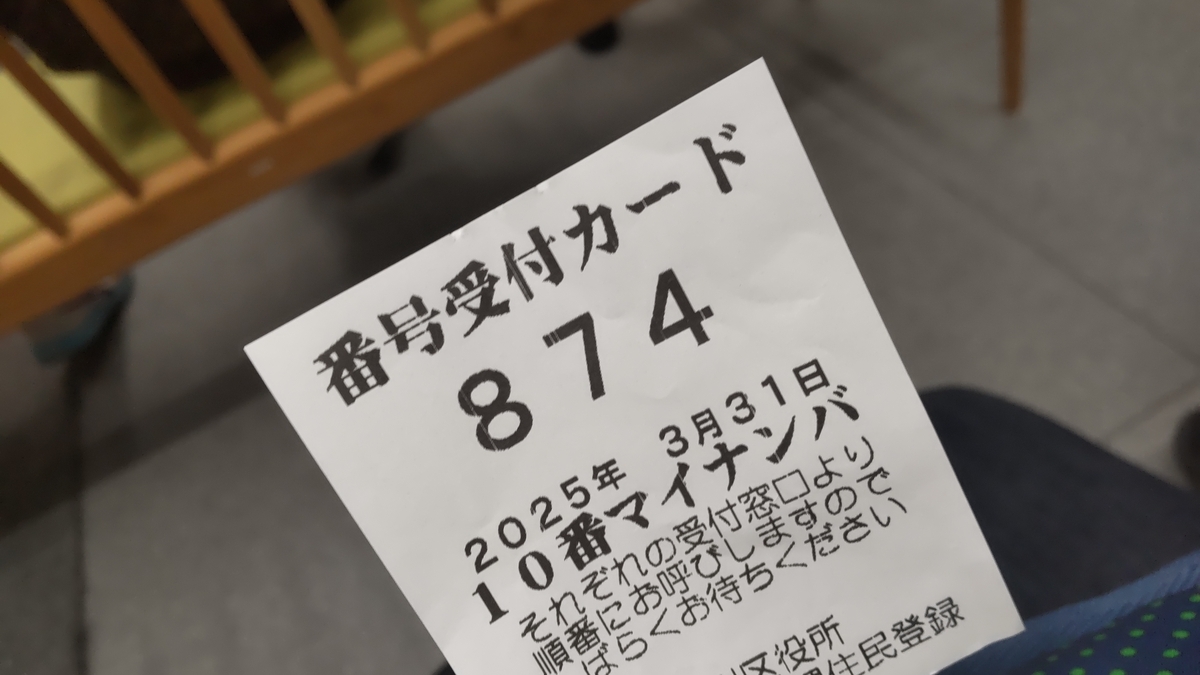 番号受付カード
874
2025年 3月31日
10番マイナンバ
それぞれの受付窓口より
順番にお呼びしますので
ばらくお待ちください
区役所
住民登録